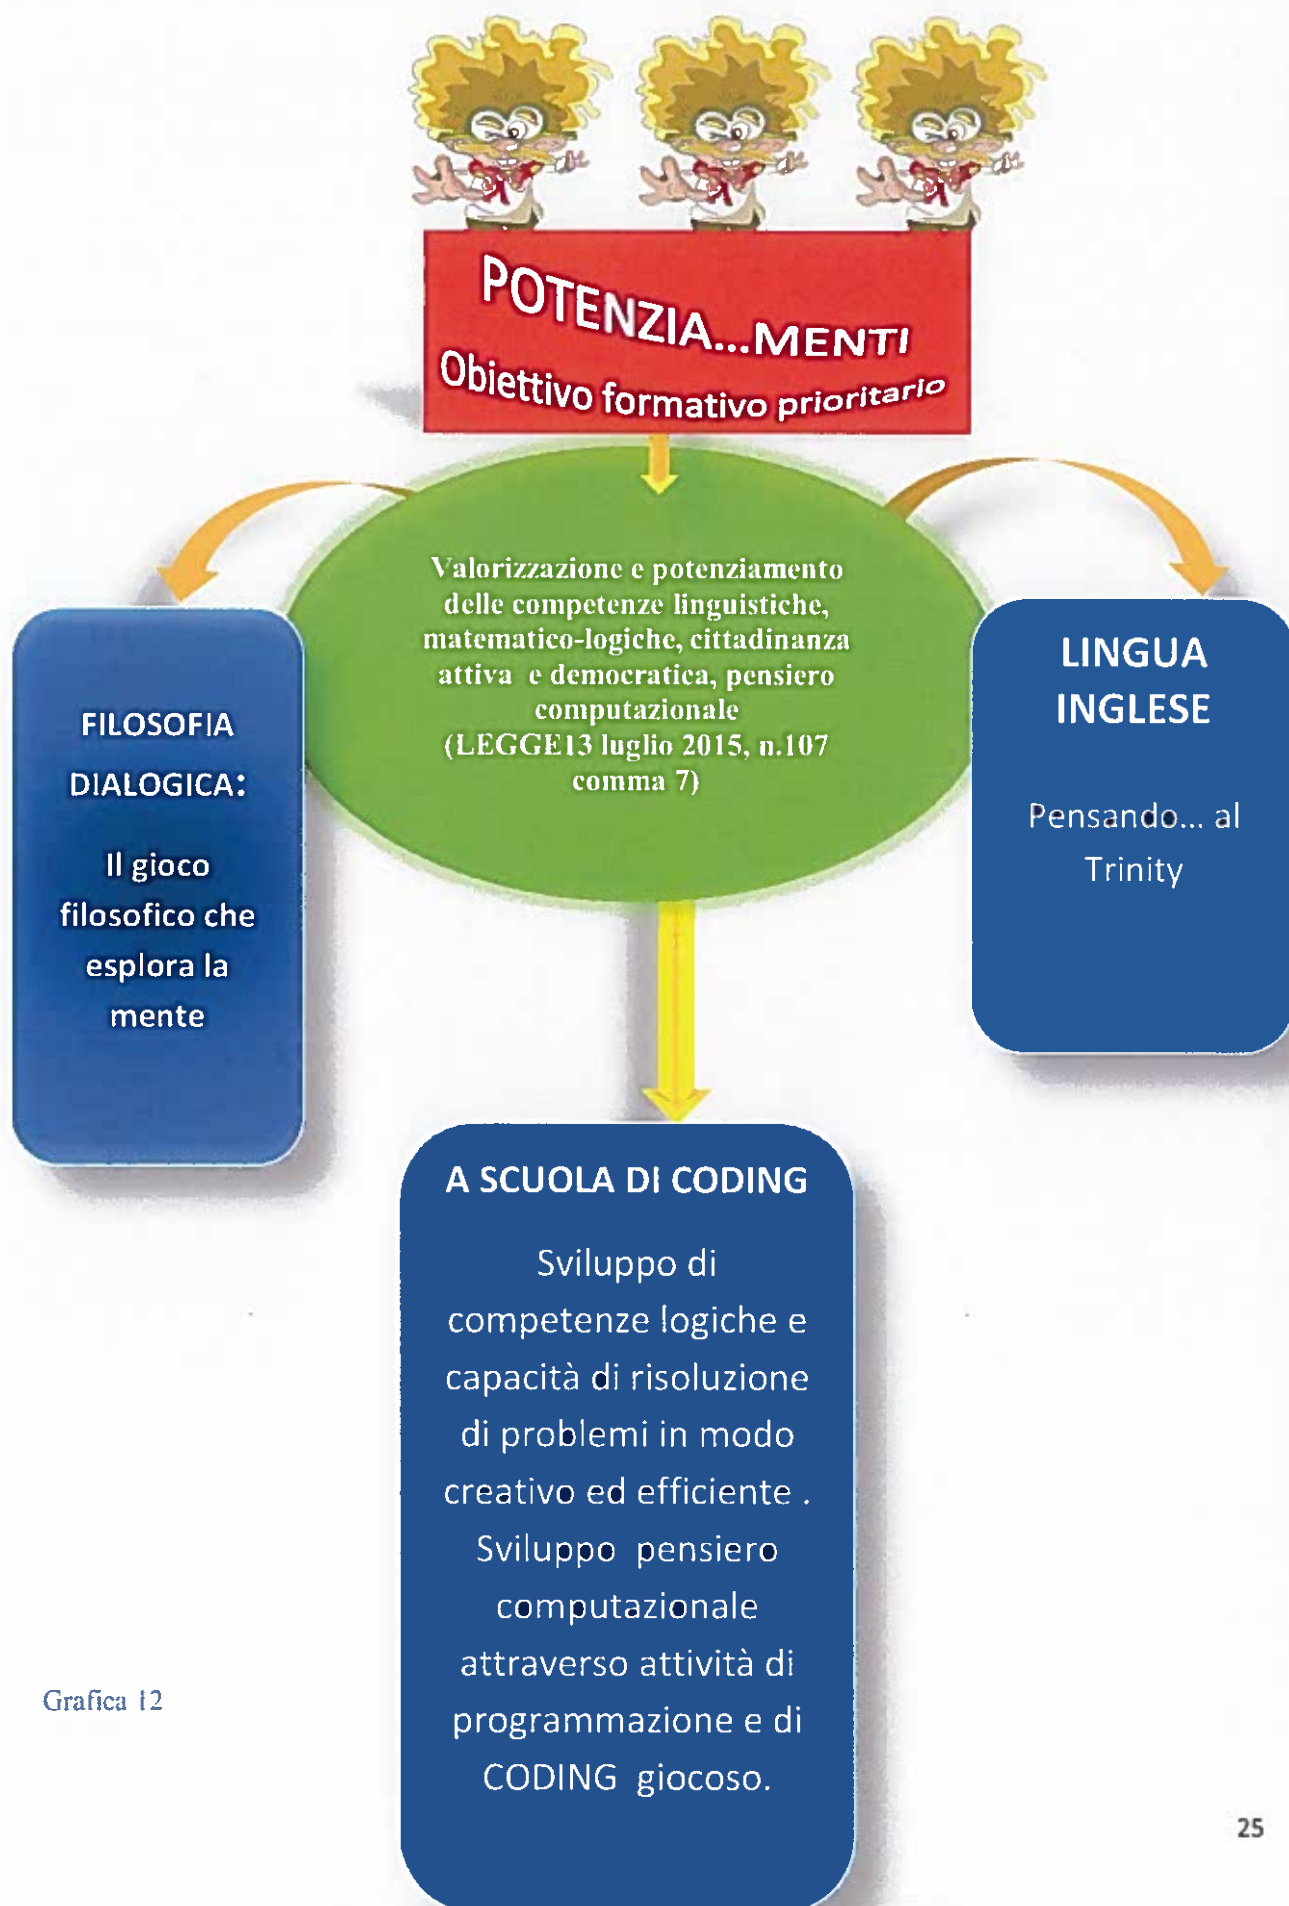 POTENZIA...MENTI
Obiettivo formativo prioritario
Valorizzazione e potenziamento
delle competenze linguistiche,
matematico-logiche, cittadinanza
attiva e democratica, pensiero
computazionale
(LEGGE13 luglio 2015, n.107
comma 7)
FILOSOFIA
DIALOGICA:
Il gioco
filosofico che
esplora la
mente
LINGUA
INGLESE
Pensando... al
Trinity
A SCUOLA DI CODING
Sviluppo di
competenze logiche e
capacità di risoluzione
di problemi in modo
creativo ed efficiente .
Sviluppo pensiero
computazionale
attraverso attività di
programmazione e di
CODING giocoso.
Grafica 12
25